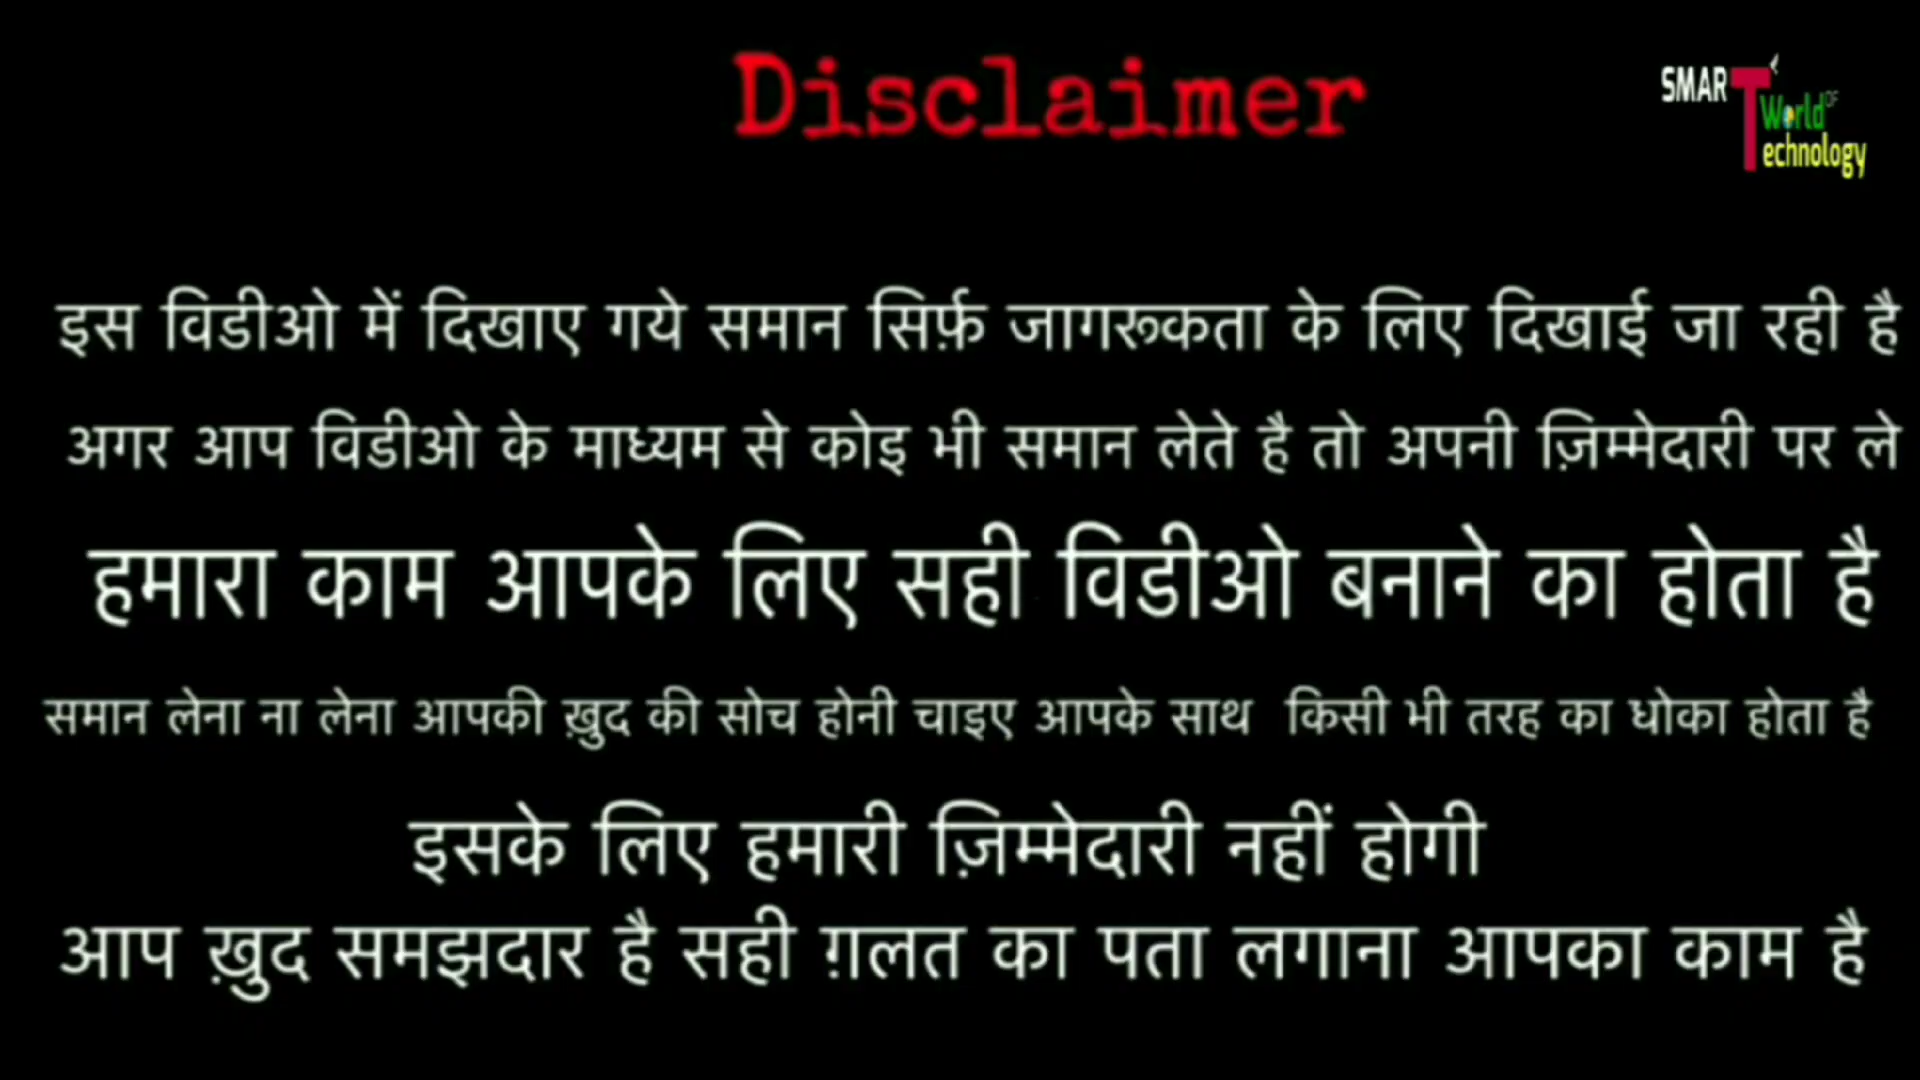 Disclaimer
SMART World OF Technology
इस विडीओ में दिखाए गये समान सिर्फ़ जागरूकता के लिए दिखाई जा रही है
अगर आप विडीओ के माध्यम से कोइ भी समान लेते है तो अपनी ज़िम्मेदारी पर ले
हमारा काम आपके लिए सही विडीओ बनाने का होता है
समान लेना ना लेना आपकी ख़ुद की सोच होनी चाइए आपके साथ किसी भी तरह का धोका होता है
इसके लिए हमारी ज़िम्मेदारी नहीं होगी
आप ख़ुद समझदार है सही ग़लत का पता लगाना आपका काम है